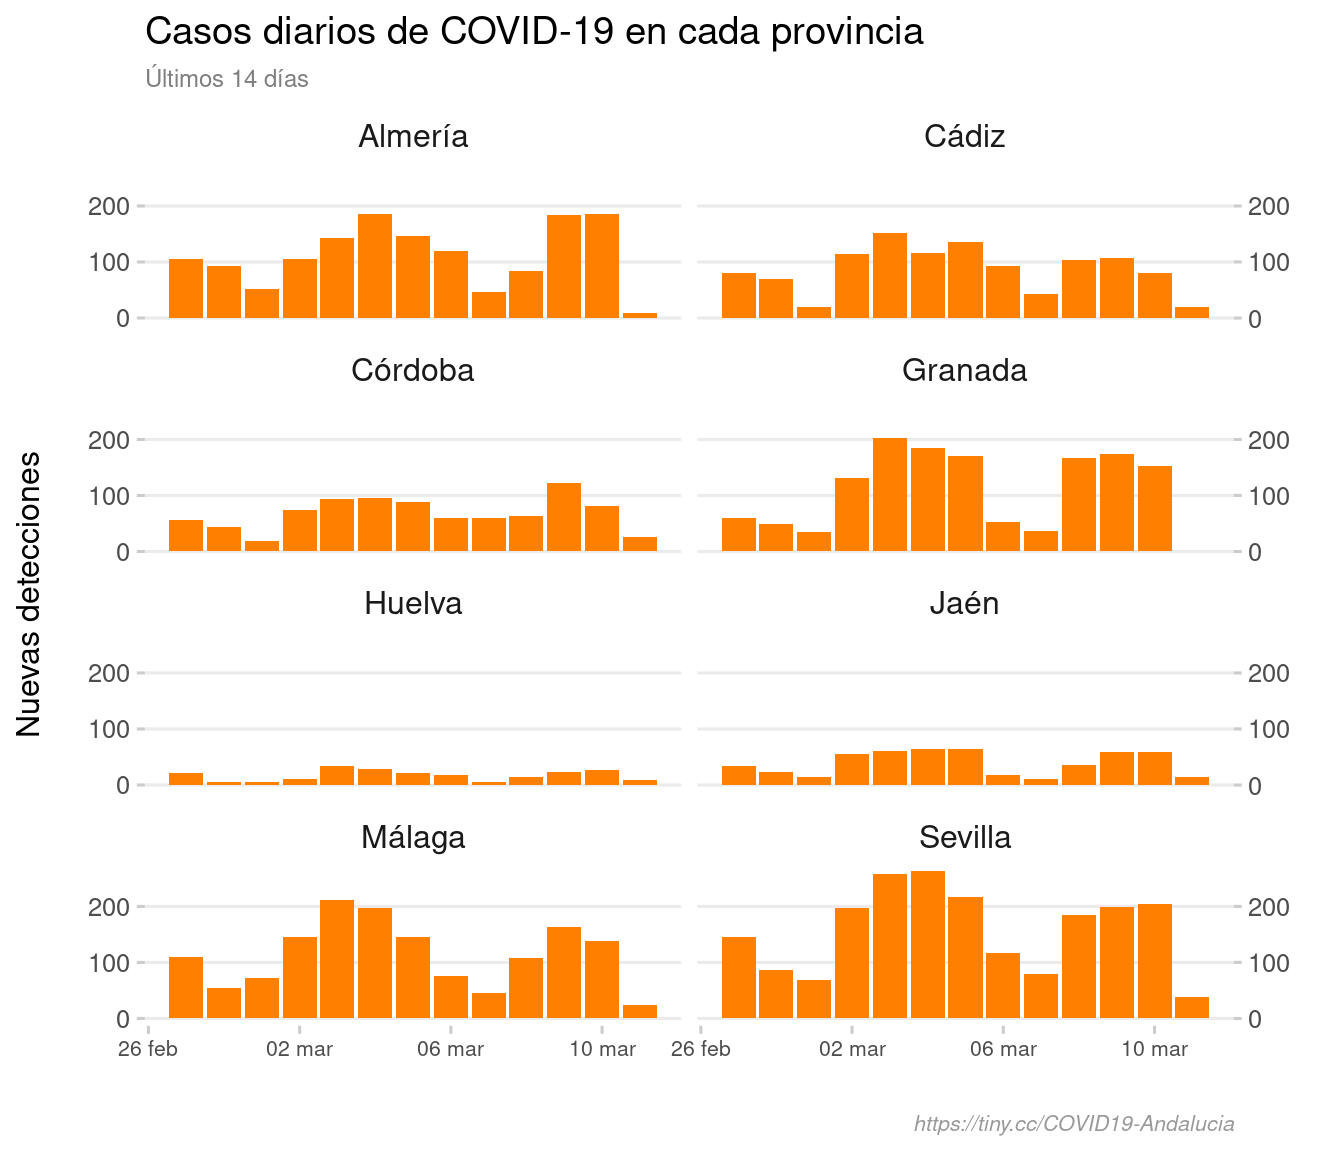 Casos diarios de COVID-19 en cada provincia
Últimos 14 días
Almería
Cádiz
200
100
0
200
100
0
Córdoba
Granada
200
100
0
200
100
0
Huelva
Jaén
200
100
0
200
100
0
Málaga
Sevilla
200
100
0
200
100
0
26 feb 02 mar 06 mar 10 mar
26 feb 02 mar 06 mar 10 mar
Nuevas detecciones
https://tiny.cc/COVID19-Andalucia